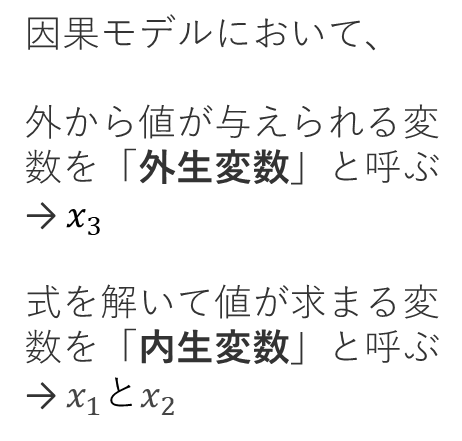 因果モデルにおいて、
外から値が与えられる変
数を「外生変数」と呼ぶ
→ x₃
式を解いて値が求まる変
数を「内生変数」と呼ぶ
→ x₁とx₂